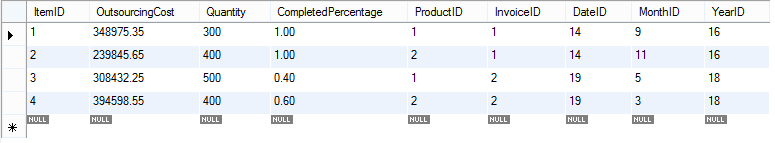 ItemID OutsourcingCost Quantity CompletedPercentage ProductID InvoiceID DateID MonthID YearID
1 348975.35 300 1.00 1 1 14 9 16
2 239845.65 400 1.00 2 1 14 11 16
3 308432.25 500 0.40 1 2 19 5 18
4 394598.55 400 0.60 2 2 19 3 18
NULL NULL NULL NULL NULL NULL NULL NULL NULL